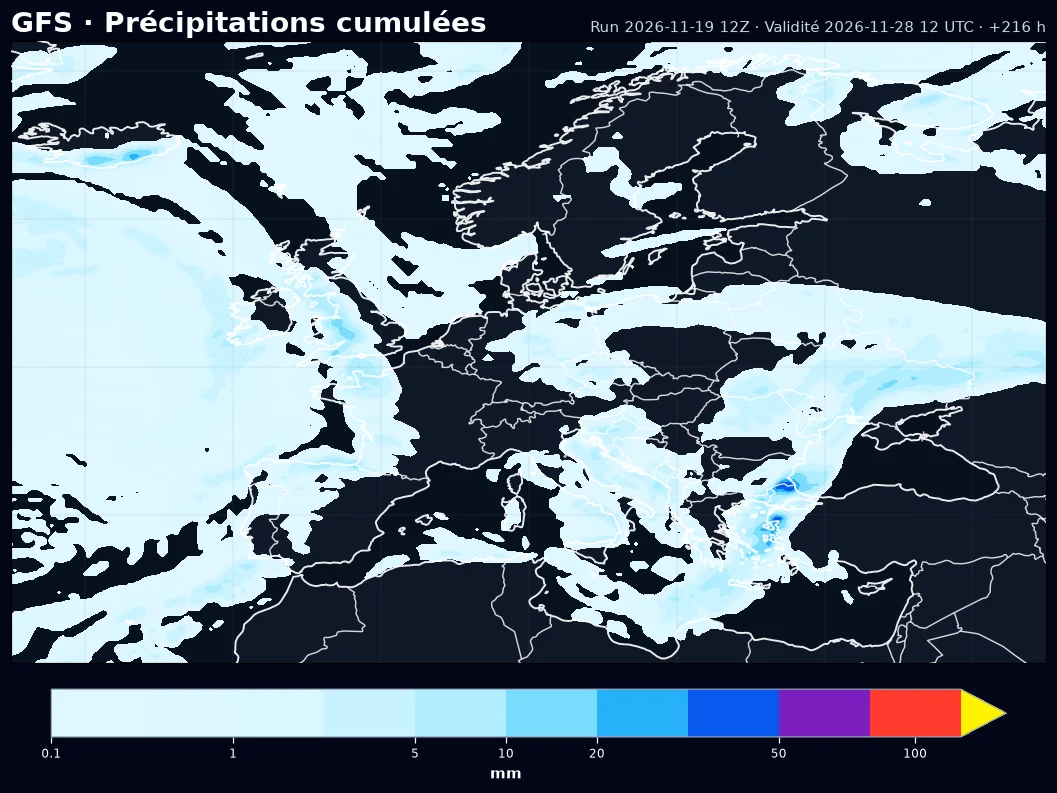 GFS · Précipitations cumulées
Run 2026-11-19 12Z · Validité 2026-11-28 12 UTC · +216 h
0.1 1 5 10 20 50 100
mm